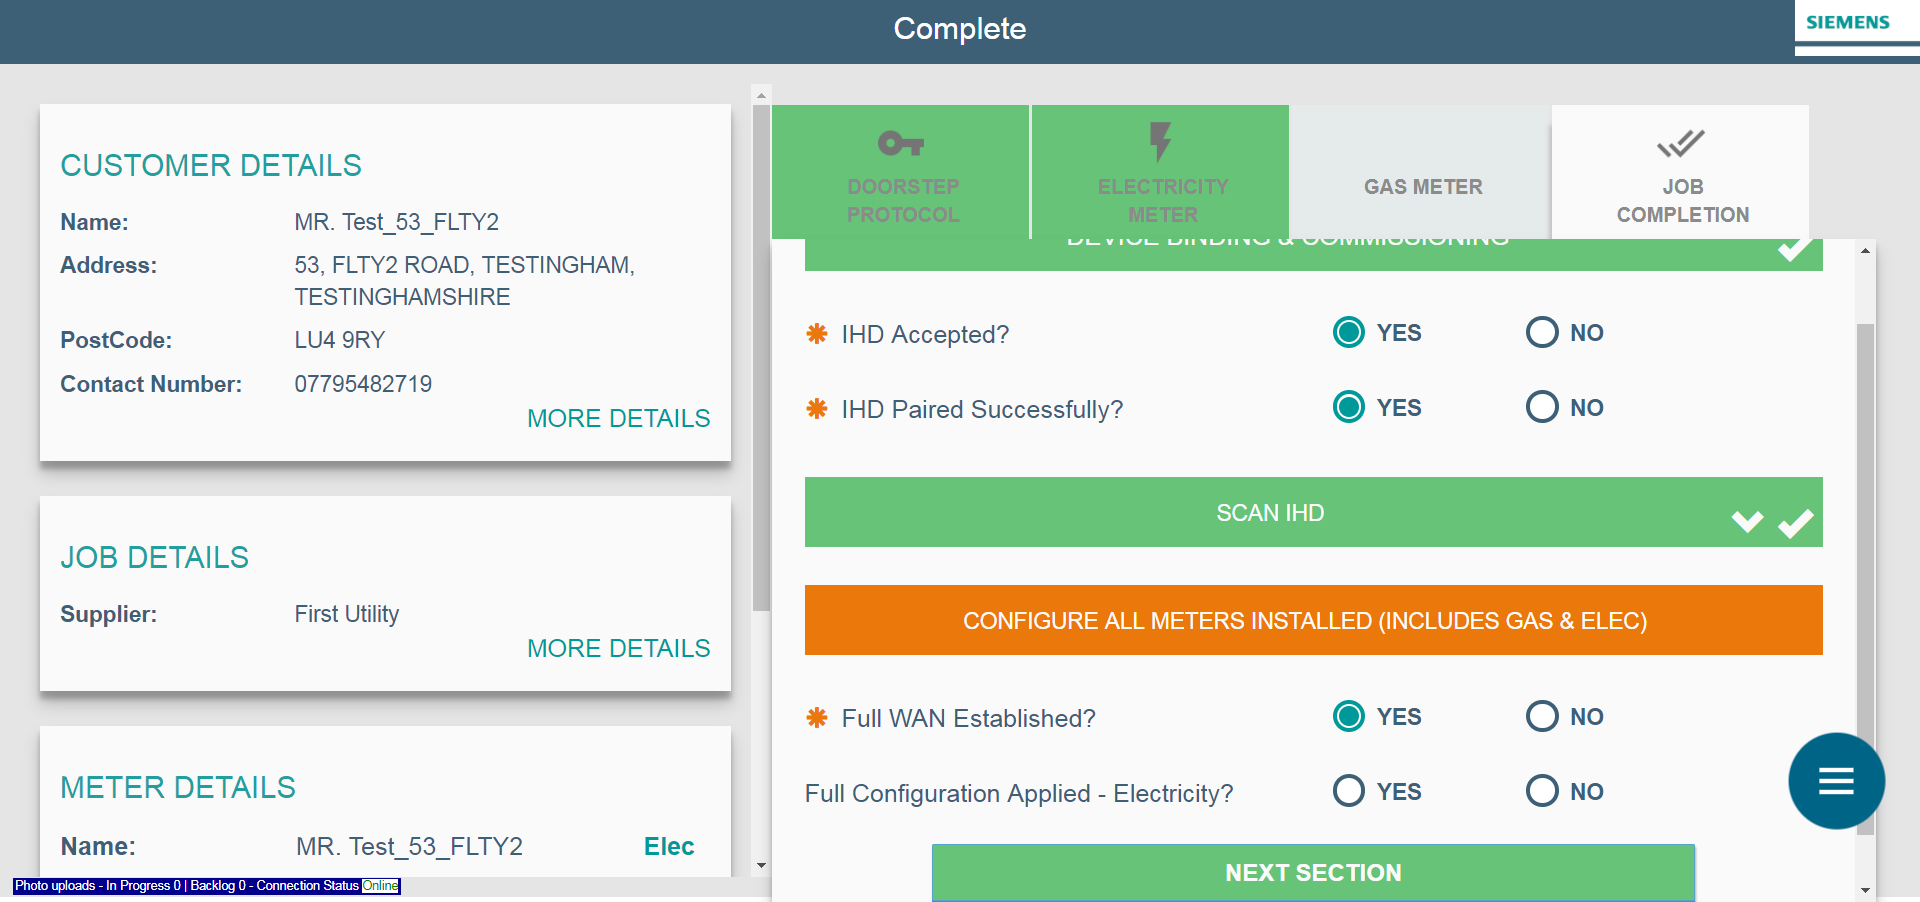 Complete
SIEMENS
CUSTOMER DETAILS
Name: MR. Test_53_FLTY2
Address: 53, FLTY2 ROAD, TESTINGHAM,
TESTINGHAMSHIRE
PostCode: LU4 9RY
Contact Number: 07795482719
MORE DETAILS
JOB DETAILS
Supplier: First Utility
MORE DETAILS
METER DETAILS
Name: MR. Test_53_FLTY2 Elec
Photo uploads - In Progress 0 | Backlog 0 - Connection Status Online
DOORSTEP
PROTOCOL
ELECTRICITY
METER
GAS METER
JOB
COMPLETION
DEVICE BINDING & COMMISSIONING
IHD Accepted? YES NO
IHD Paired Successfully? YES NO
SCAN IHD
CONFIGURE ALL METERS INSTALLED (INCLUDES GAS & ELEC)
Full WAN Established? YES NO
Full Configuration Applied - Electricity? YES NO
NEXT SECTION